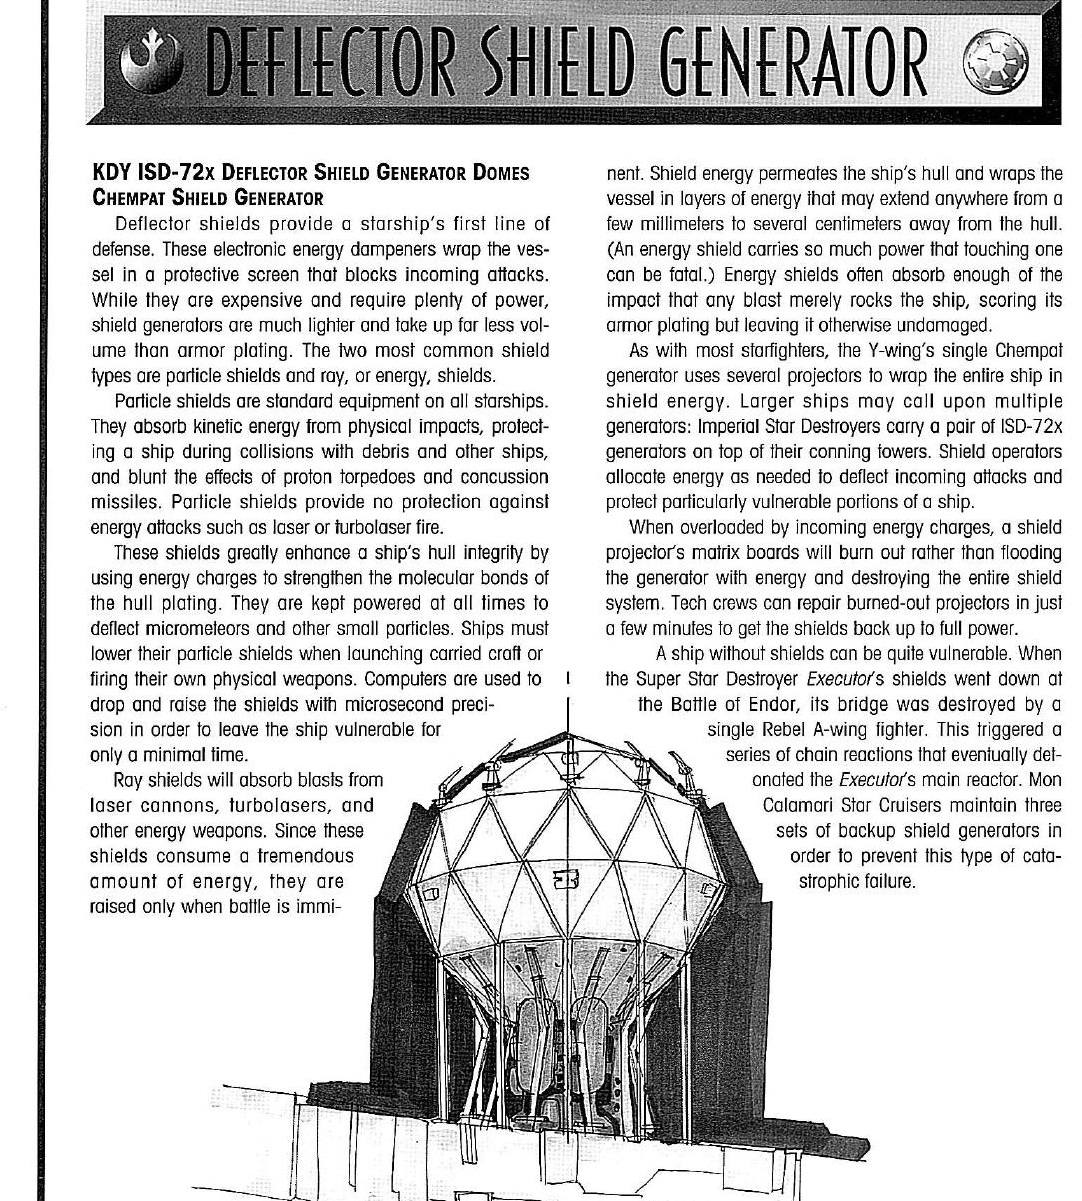 DEFLECTOR SHIELD GENERATOR
KDY ISD-72X DEFLECTOR SHIELD GENERATOR DOMES
CHEMPAT SHIELD GENERATOR
Deflector shields provide a starship's first line of
defense. These electronic energy dampeners wrap the ves-
sel in a protective screen that blocks incoming attacks.
While they are expensive and require plenty of power,
shield generators are much lighter and take up far less vol-
ume than armor plating. The two most common shield
types are particle shields and ray, or energy, shields.
Particle shields are standard equipment on all starships.
They absorb kinetic energy from physical impacts, protect-
ing a ship during collisions with debris and other ships,
and blunt the effects of proton torpedoes and concussion
missiles. Particle shields provide no protection against
energy attacks such as laser or turbolaser fire.
These shields greatly enhance a ship's hull integrity by
using energy charges to strengthen the molecular bonds of
the hull plating. They are kept powered at all times to
deflect micrometeors and other small particles. Ships must
lower their particle shields when launching carried craft or
firing their own physical weapons. Computers are used to
drop and raise the shields with microsecond preci-
sion in order to leave the ship vulnerable for
only a minimal time.
Ray shields will absorb blasts from
laser cannons, turbolasers, and
other energy weapons. Since these
shields consume a tremendous
amount of energy, they are
raised only when battle is immi-
nent. Shield energy permeates the ship's hull and wraps the
vessel in layers of energy that may extend anywhere from a
few millimeters to several centimeters away from the hull.
(An energy shield carries so much power that touching one
can be fatal.) Energy shields often absorb enough of the
impact that any blast merely rocks the ship, scoring its
armor plating but leaving it otherwise undamaged.
As with most starfighters, the Y-wing's single Chempat
generator uses several projectors to wrap the entire ship in
shield energy. Larger ships may call upon multiple
generators: Imperial Star Destroyers carry a pair of ISD-72x
generators on top of their conning towers. Shield operators
allocate energy as needed to deflect incoming attacks and
protect particularly vulnerable portions of a ship.
When overloaded by incoming energy charges, a shield
projector's matrix boards will burn out rather than flooding
the generator with energy and destroying the entire shield
system. Tech crews can repair burned-out projectors in just
a few minutes to get the shields back up to full power.
A ship without shields can be quite vulnerable. When
the Super Star Destroyer Executor's shields went down at
the Battle of Endor, its bridge was destroyed by a
single Rebel A-wing fighter. This triggered a
series of chain reactions that eventually det-
onated the Executor's main reactor. Mon
Calamari Star Cruisers maintain three
sets of backup shield generators in
order to prevent this type of cata-
strophic failure.